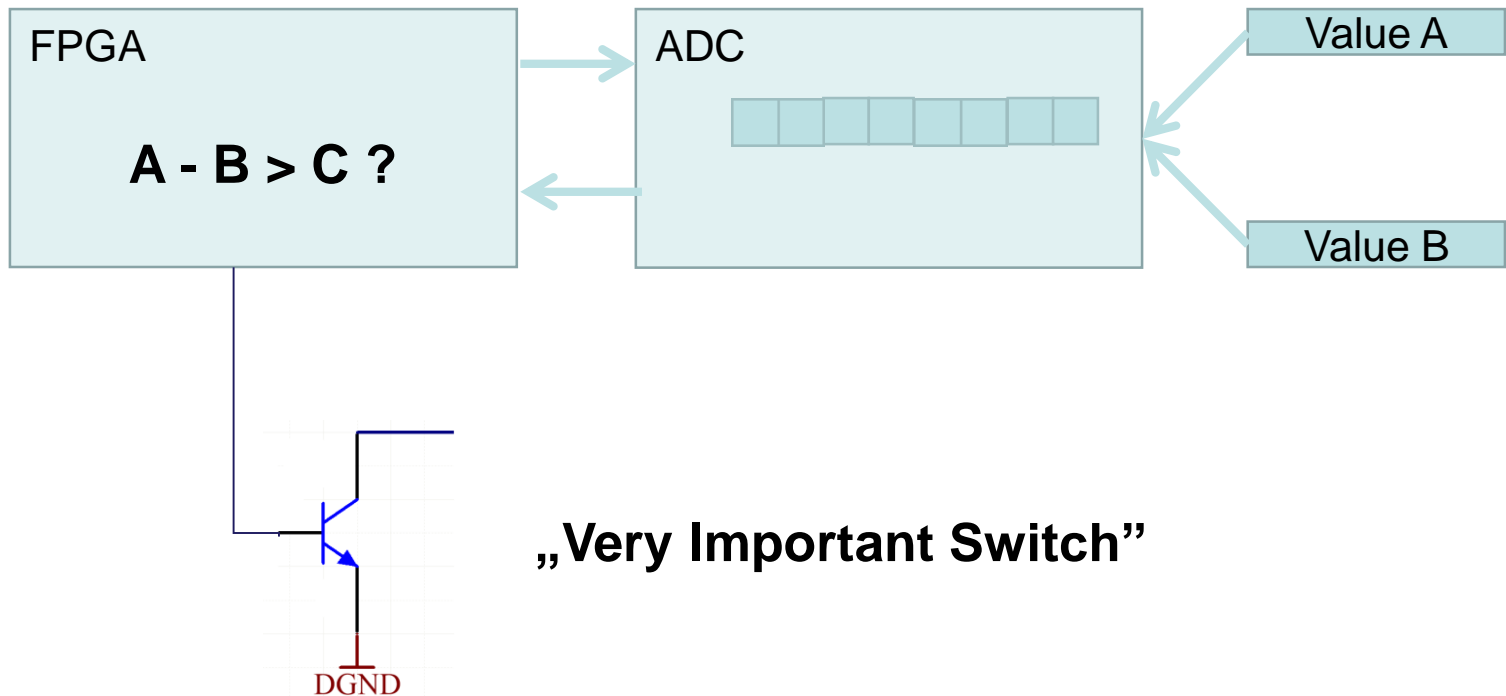 FPGA
A - B > C ?
ADC
Value A
Value B
„Very Important Switch”
DGND